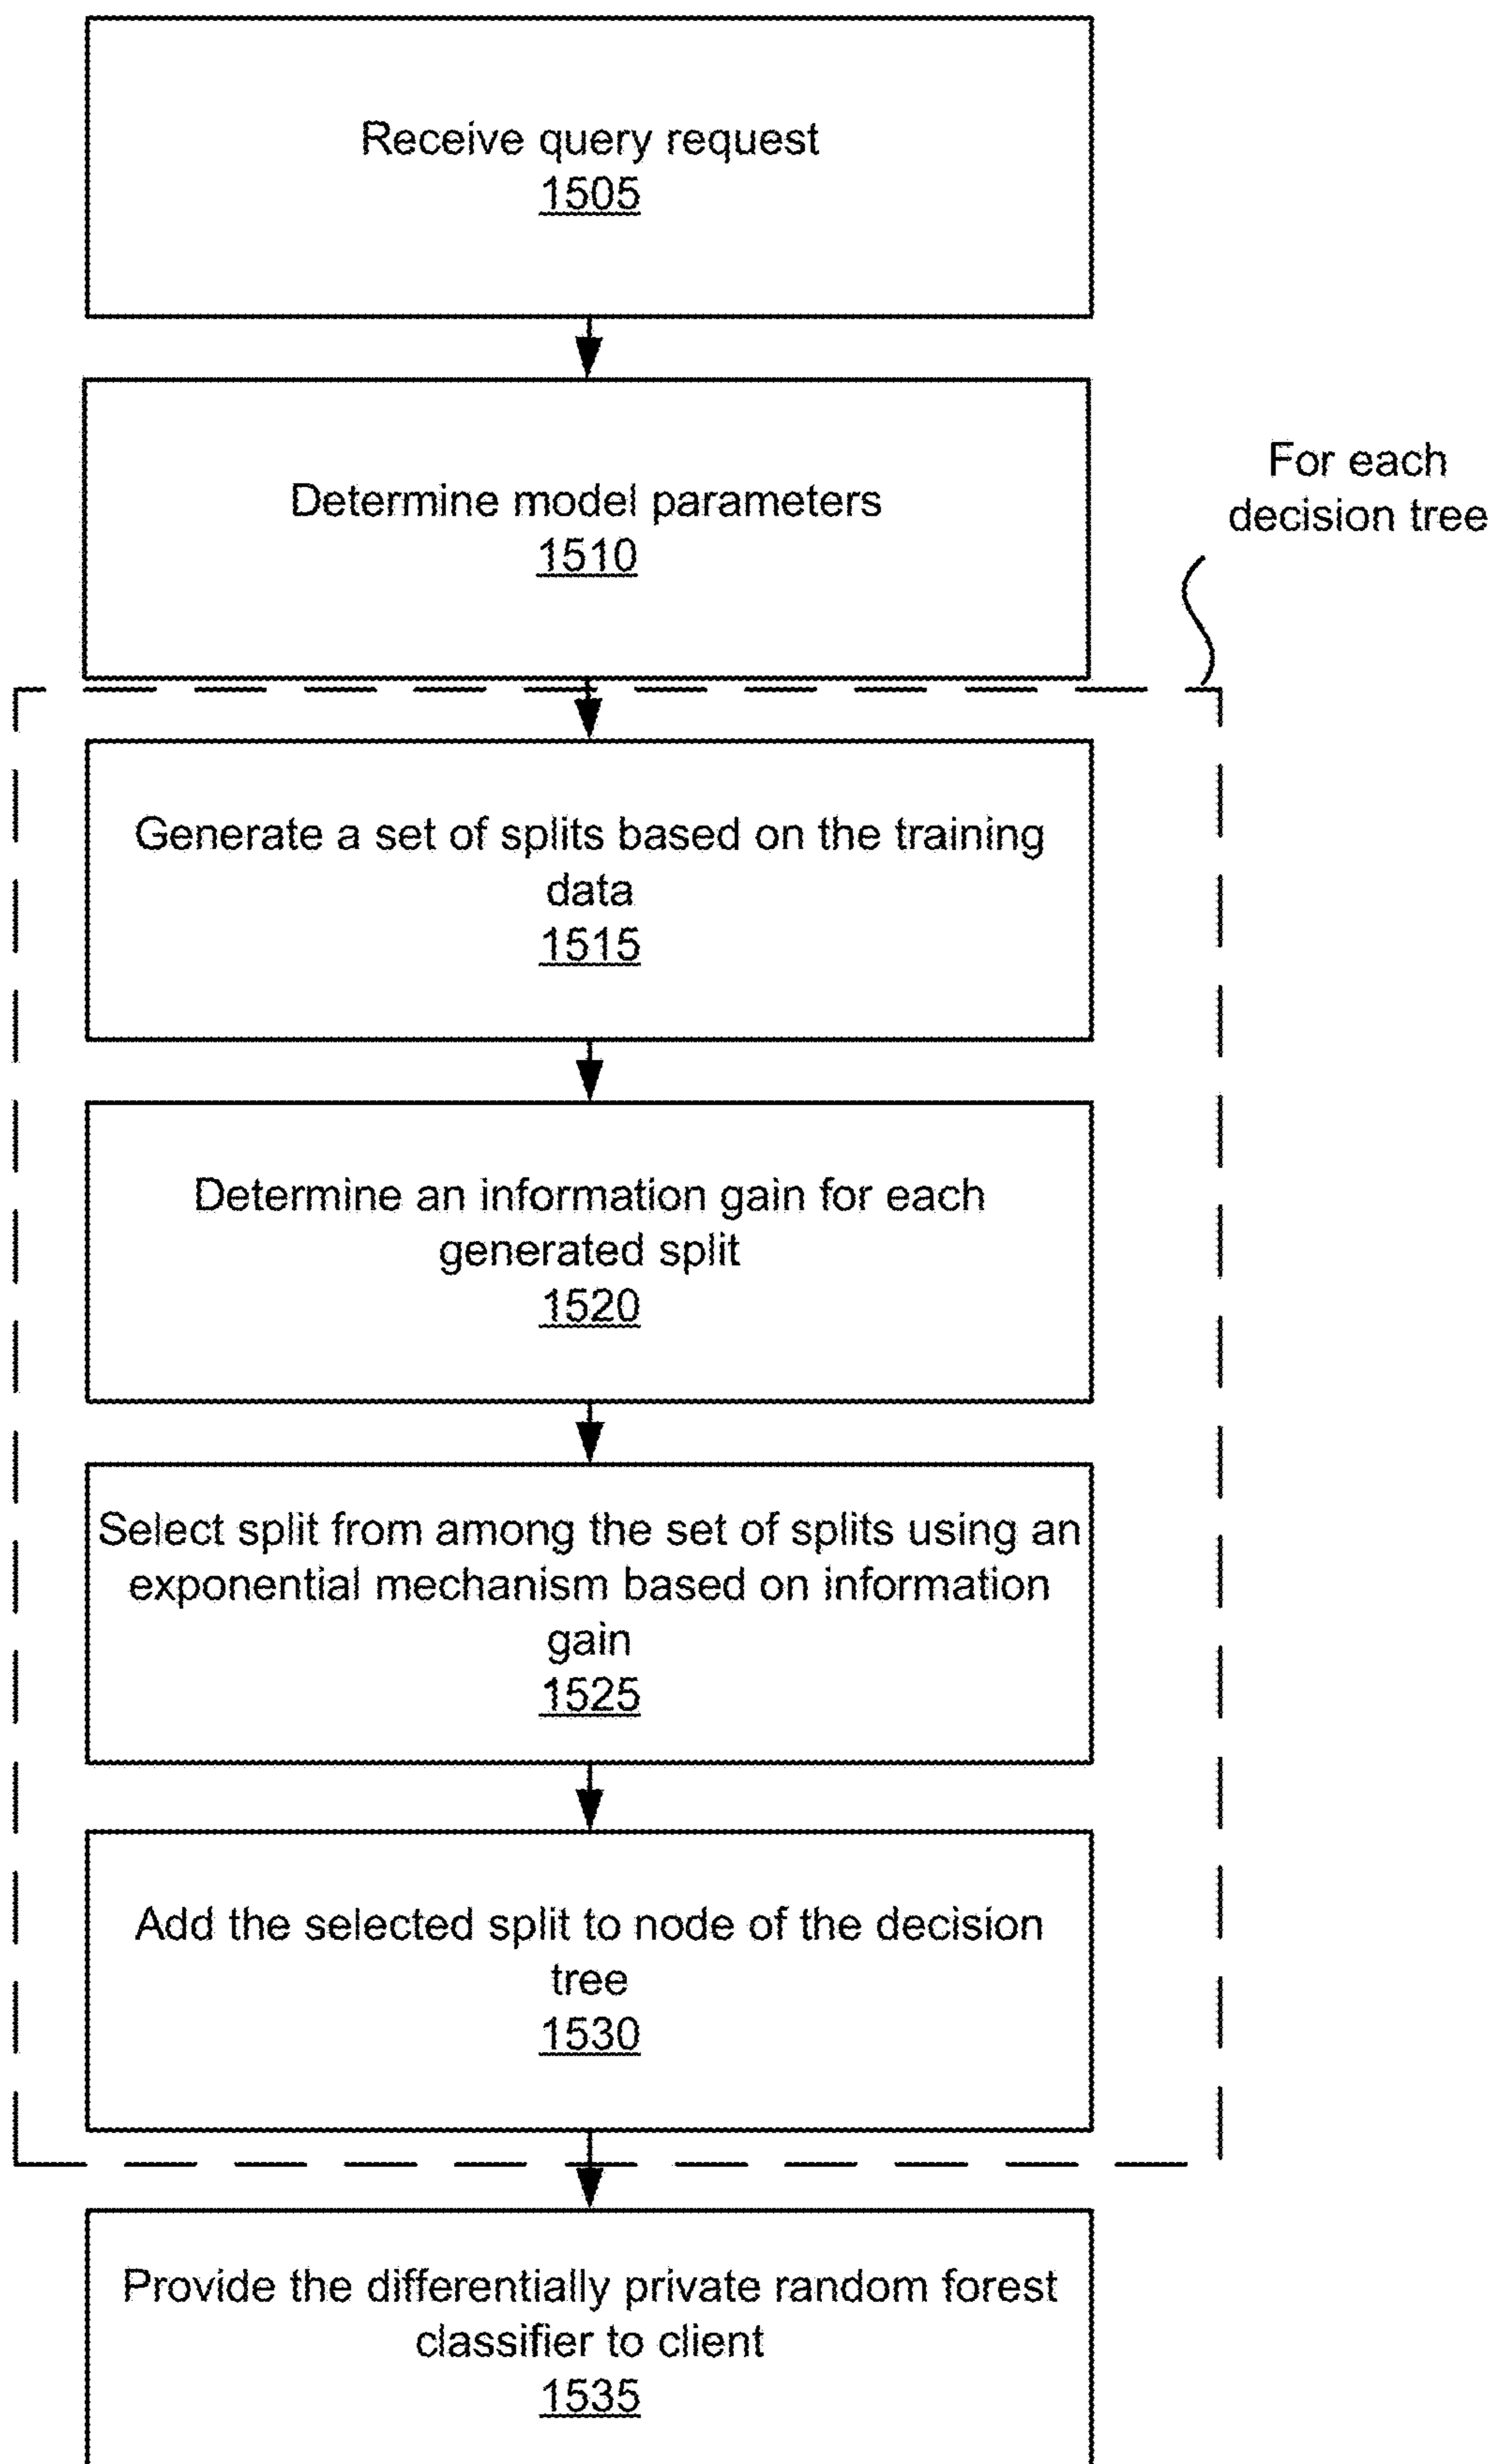 Receive query request
1505
Determine model parameters
1510
For each
decision tree
Generate a set of splits based on the training
data
1515
Determine an information gain for each
generated split
1520
Select split from among the set of splits using an
exponential mechanism based on information
gain
1525
Add the selected split to node of the decision
tree
1530
Provide the differentially private random forest
classifier to client
1535